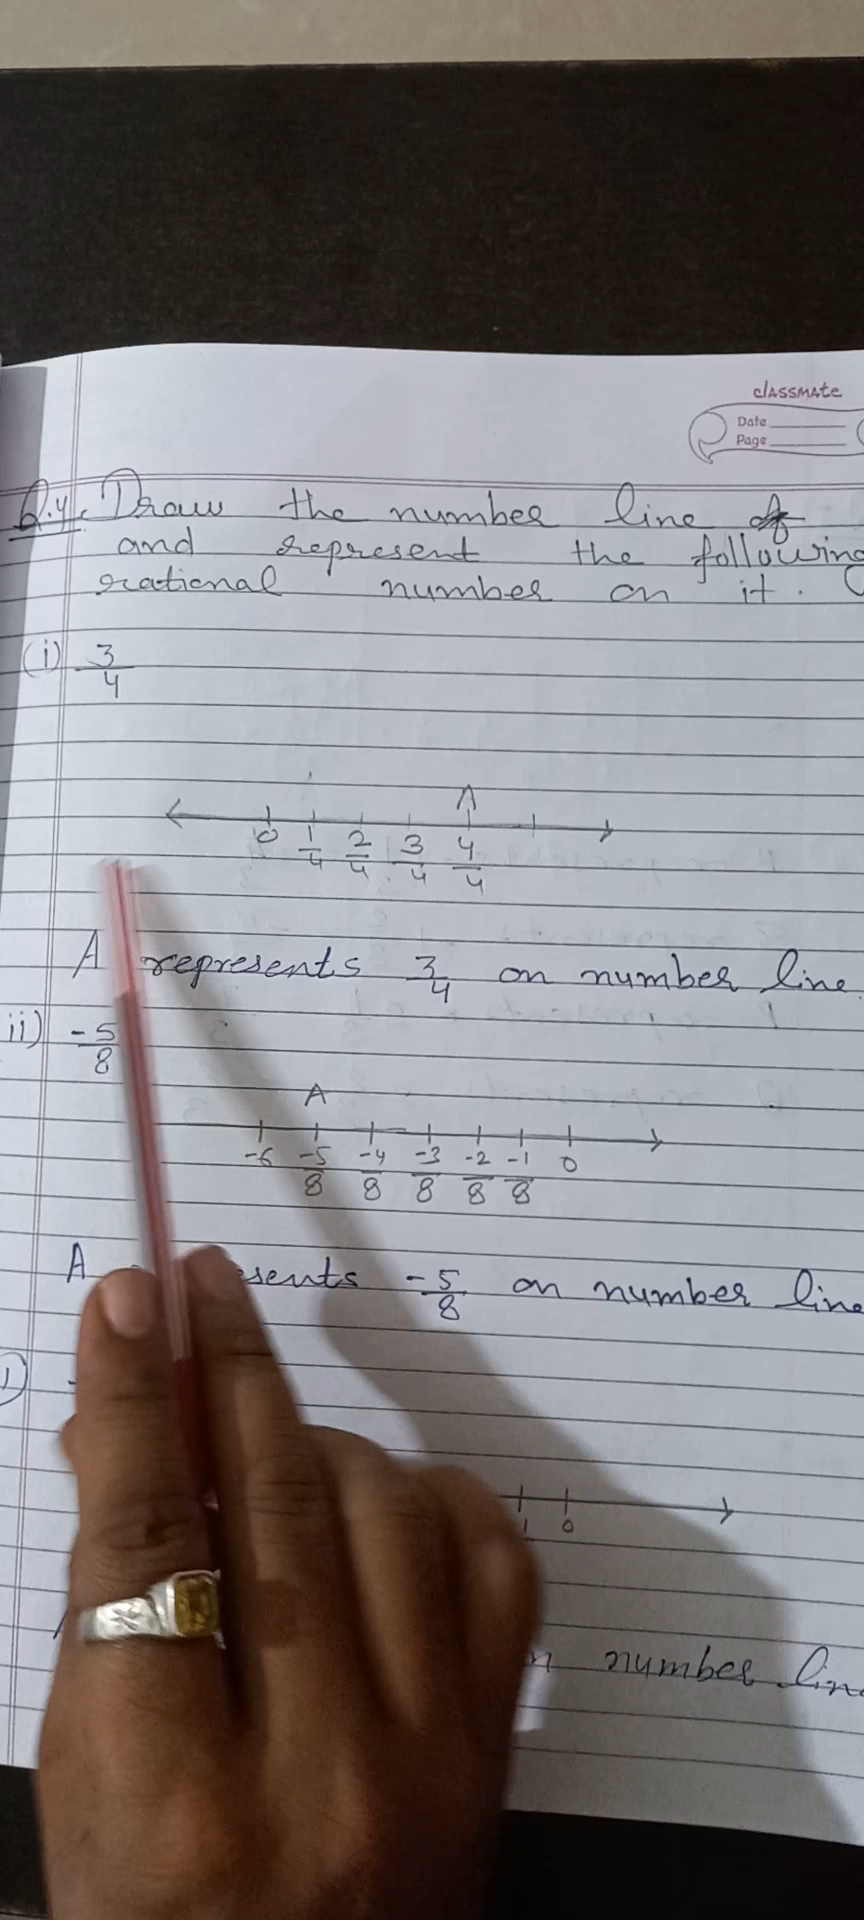 classmate
Date
Page
Q.4. Draw the number line
and represent the following
rational number on it.
(i) 3/4
A
0 1/4 2/4 3/4 4/4
A represents 3/4 on number line
ii) -5/8
A
-6 -5/8 -4/8 -3/8 -2/8 -1/8 0
A -5/8 on number line
0
number line